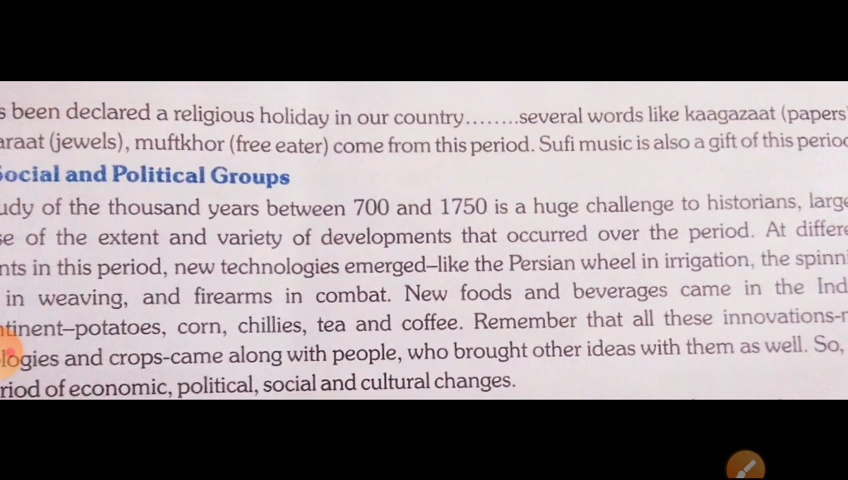 s been declared a religious holiday in our country........several words like kaagazaat (papers
araat (jewels), muftkhor (free eater) come from this period. Sufi music is also a gift of this perio
Social and Political Groups
udy of the thousand years between 700 and 1750 is a huge challenge to historians, large
se of the extent and variety of developments that occurred over the period. At differe
nts in this period, new technologies emerged–like the Persian wheel in irrigation, the spinni
in weaving, and firearms in combat. New foods and beverages came in the Ind
ntinent–potatoes, corn, chillies, tea and coffee. Remember that all these innovations-n
logies and crops-came along with people, who brought other ideas with them as well. So,
riod of economic, political, social and cultural changes.